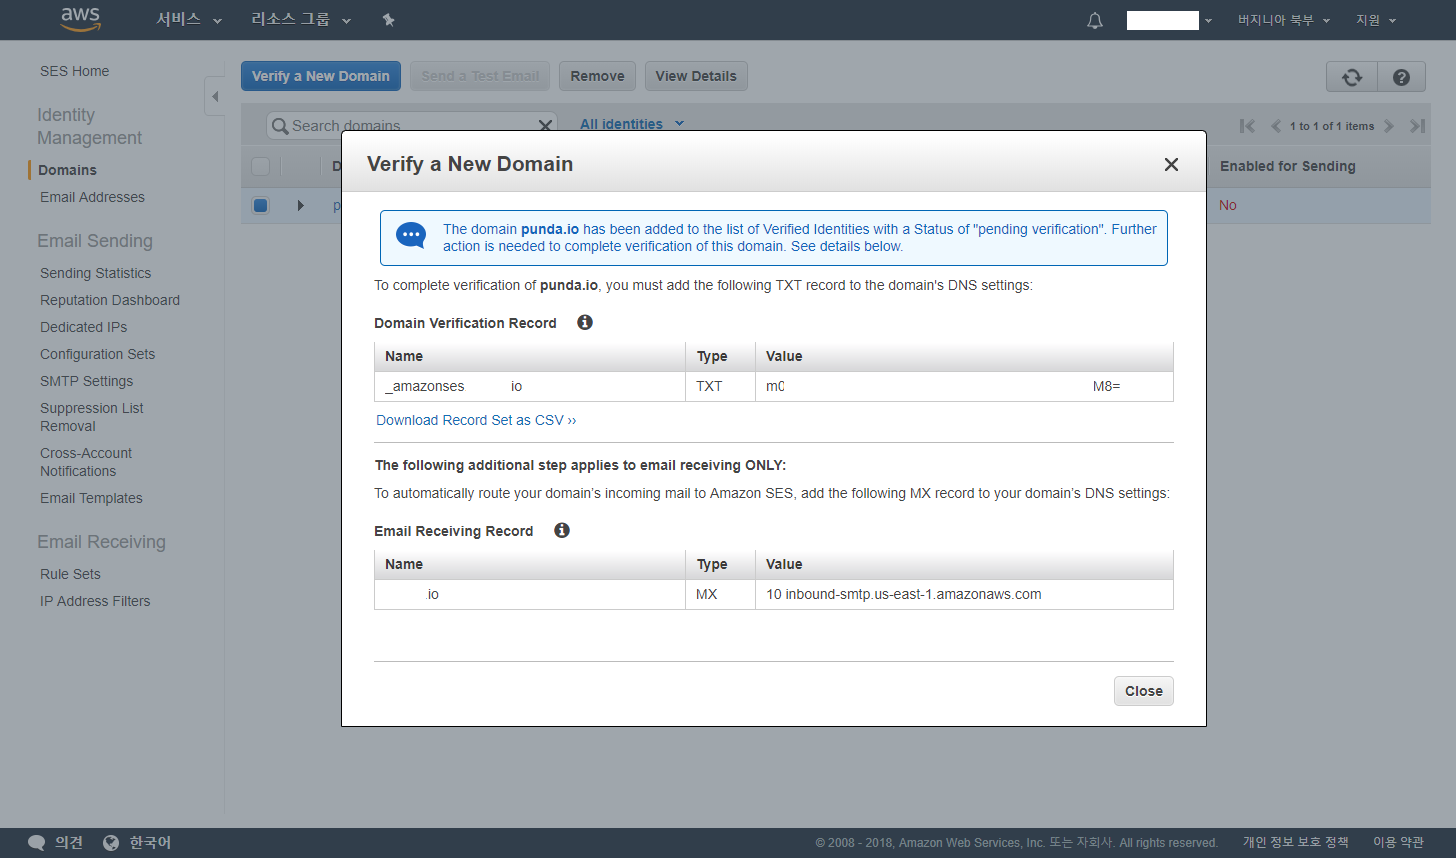 aws 서비스 리소스 그룹 버지니아 북부 지원
SES Home
Identity
Management
Domains
Email Addresses
Email Sending
Sending Statistics
Reputation Dashboard
Dedicated IPs
Configuration Sets
SMTP Settings
Suppression List
Removal
Cross-Account
Notifications
Email Templates
Email Receiving
Rule Sets
IP Address Filters
Verify a New Domain Send a Test Email Remove View Details
Search domains All identities 1 to 1 of 1 items
D Enabled for Sending
p No
Verify a New Domain
The domain punda.io has been added to the list of Verified Identities with a Status of "pending verification". Further
action is needed to complete verification of this domain. See details below.
To complete verification of punda.io, you must add the following TXT record to the domain's DNS settings:
Domain Verification Record
Name Type Value
_amazonses io TXT m0 M8=
Download Record Set as CSV ››
The following additional step applies to email receiving ONLY:
To automatically route your domain’s incoming mail to Amazon SES, add the following MX record to your domain’s DNS settings:
Email Receiving Record
Name Type Value
.io MX 10 inbound-smtp.us-east-1.amazonaws.com
Close
의견 한국어 © 2008 - 2018, Amazon Web Services, Inc. 또는 자회사. All rights reserved. 개인 정보 보호 정책 이용 약관